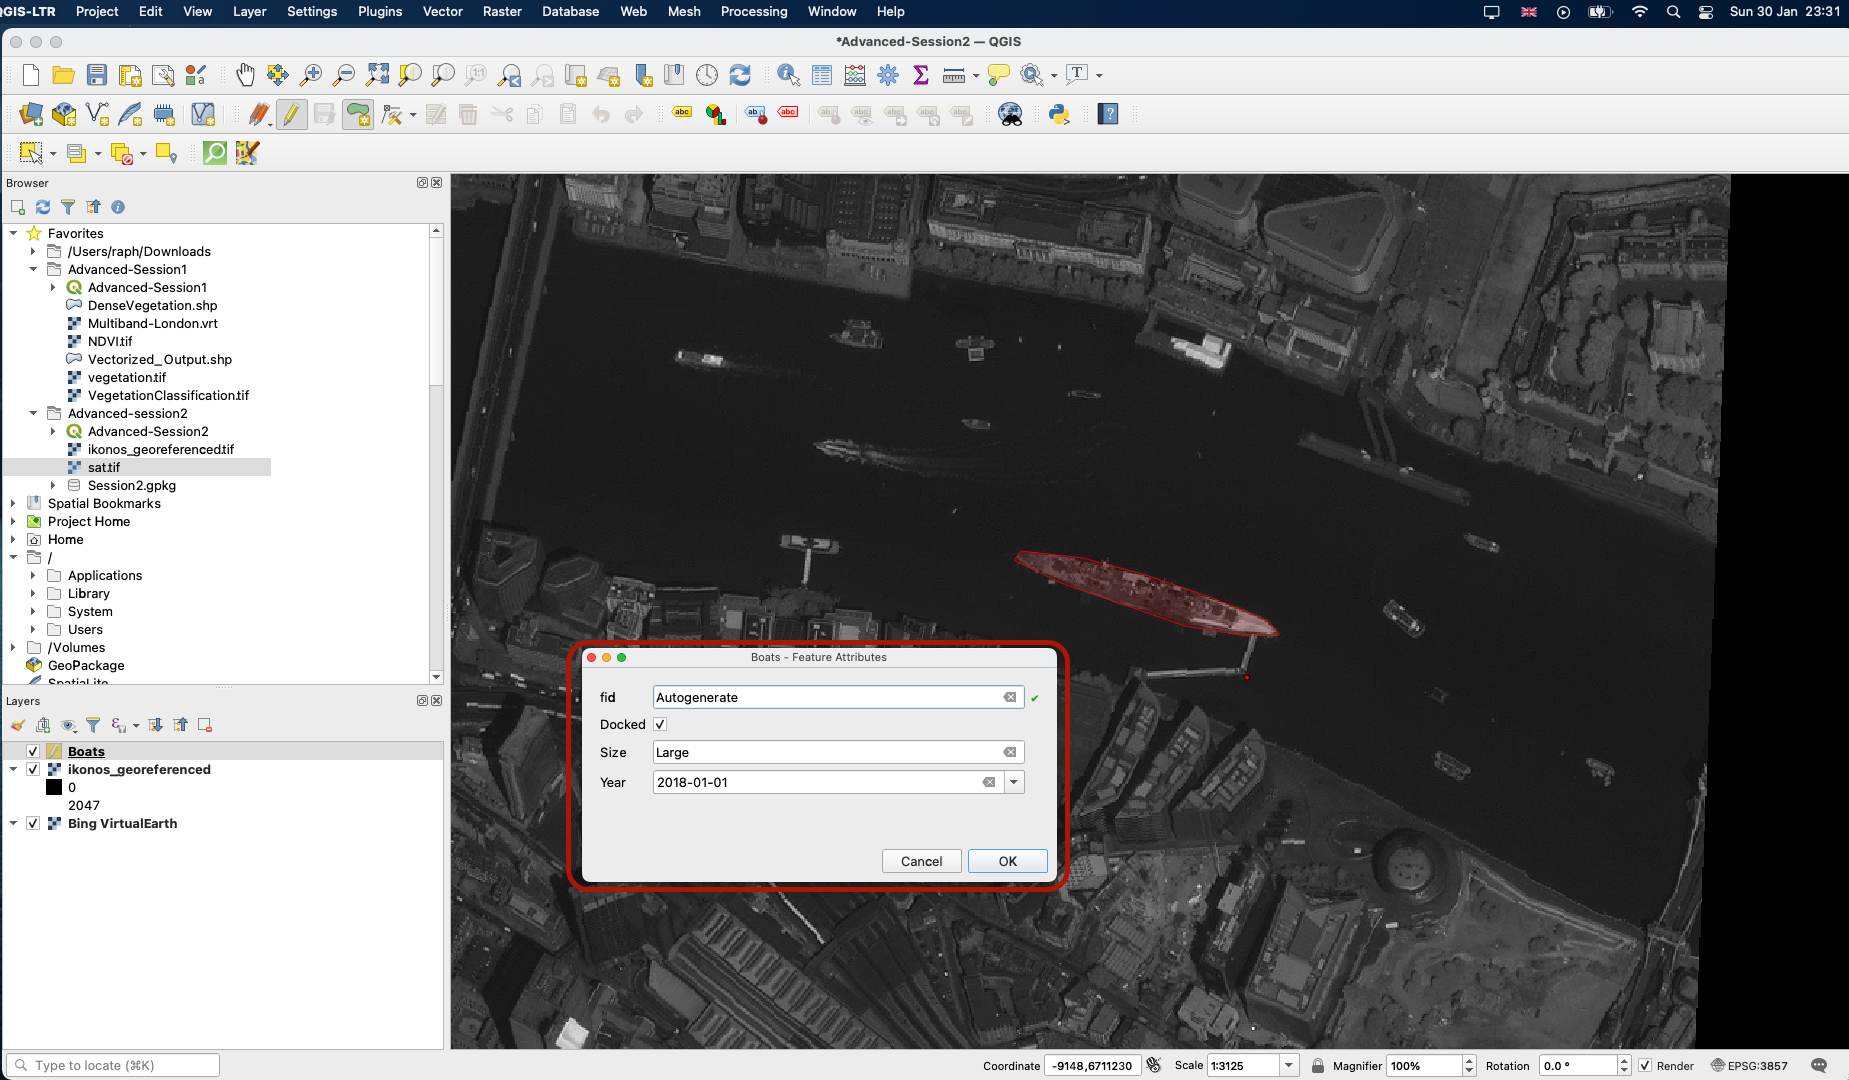 QGIS-LTR Project Edit View Layer Settings Plugins Vector Raster Database Web Mesh Processing Window Help Sun 30 Jan 23:31
*Advanced-Session2 — QGIS
Browser
Favorites
/Users/raph/Downloads
Advanced-Session1
Advanced-Session1
DenseVegetation.shp
Multiband-London.vrt
NDVI.tif
Vectorized_Output.shp
vegetation.tif
VegetationClassification.tif
Advanced-session2
Advanced-Session2
ikonos_georeferenced.tif
sat.tif
Session2.gpkg
Spatial Bookmarks
Project Home
Home
/
Applications
Library
System
Users
/Volumes
GeoPackage
SpatiaLite
Layers
Boats
ikonos_georeferenced
0
2047
Bing VirtualEarth
Boats - Feature Attributes
fid Autogenerate
Docked
Size Large
Year 2018-01-01
Cancel OK
Type to locate (⌘K) Coordinate -9148,6711230 Scale 1:3125 Magnifier 100% Rotation 0.0 ° Render EPSG:3857